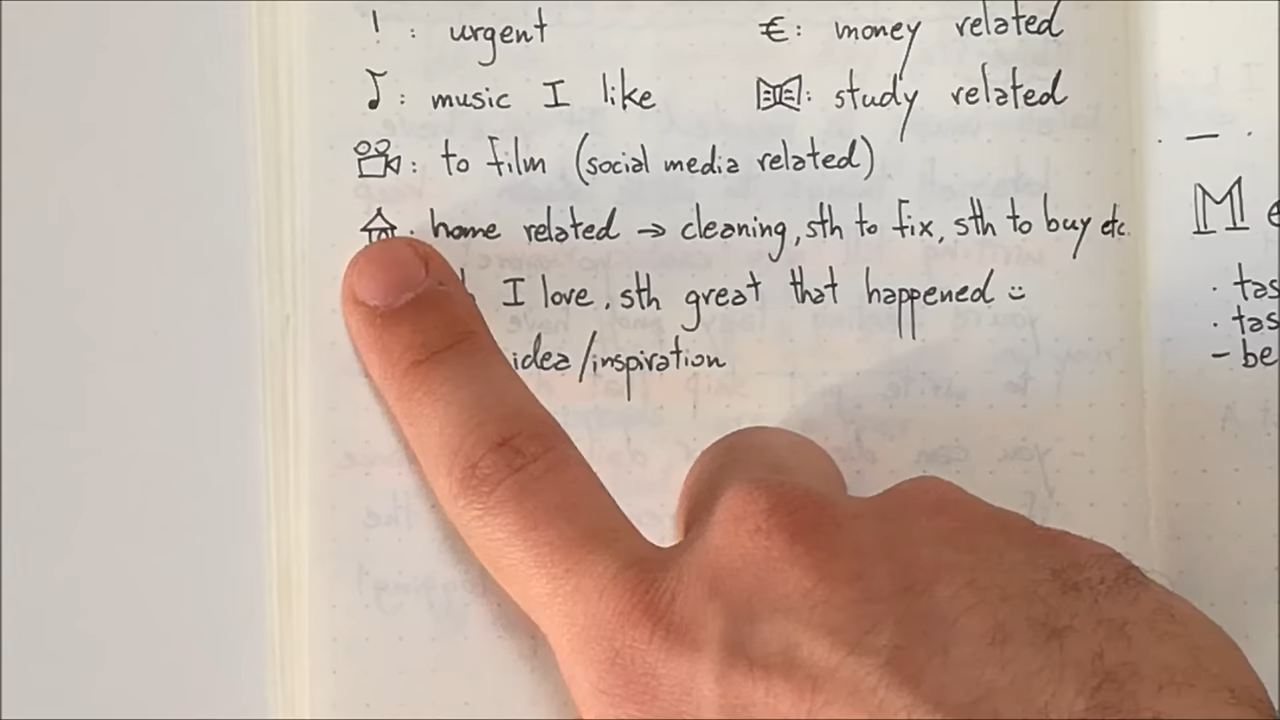 ! : urgent
€: money related
♪: music I like
: study related
: to film (social media related)
: home related → cleaning, sth to fix, sth to buy etc.
I love, sth great that happened :)
idea/inspiration
M
· tas
· tas
- be